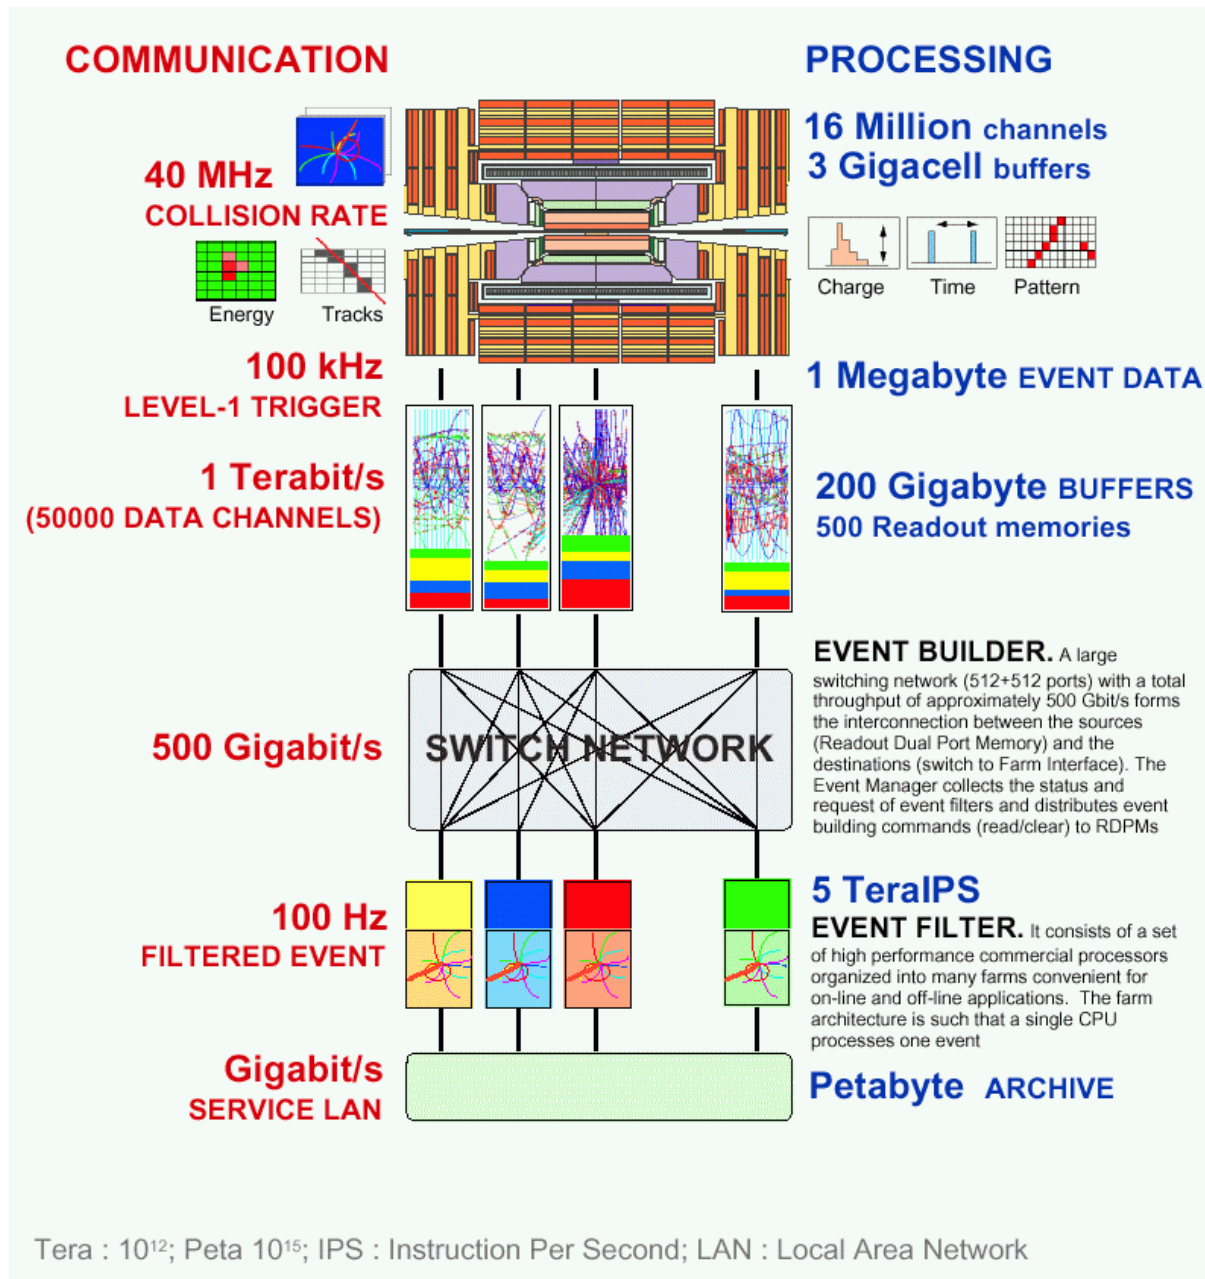 COMMUNICATION
PROCESSING
16 Million channels
3 Gigacell buffers
40 MHz
COLLISION RATE
Energy
Tracks
Charge
Time
Pattern
100 kHz
LEVEL-1 TRIGGER
1 Megabyte EVENT DATA
1 Terabit/s
(50000 DATA CHANNELS)
200 Gigabyte BUFFERS
500 Readout memories
EVENT BUILDER. A large
switching network (512+512 ports) with a total
throughput of approximately 500 Gbit/s forms
the interconnection between the sources
(Readout Dual Port Memory) and the
destinations (switch to Farm Interface). The
Event Manager collects the status and
request of event filters and distributes event
building commands (read/clear) to RDPMs
500 Gigabit/s
SWITCH NETWORK
5 TeraIPS
EVENT FILTER. It consists of a set
of high performance commercial processors
organized into many farms convenient for
on-line and off-line applications. The farm
architecture is such that a single CPU
processes one event
100 Hz
FILTERED EVENT
Gigabit/s
SERVICE LAN
Petabyte ARCHIVE
Tera : 10¹²; Peta 10¹⁵; IPS : Instruction Per Second; LAN : Local Area Network